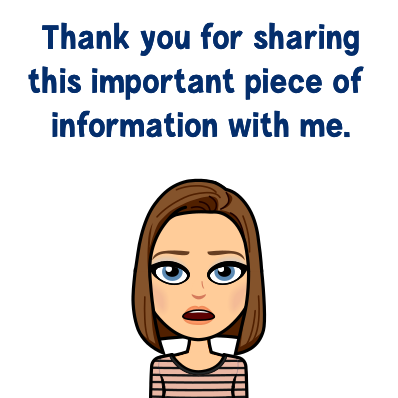 Thank you for sharing
this important piece of
information with me.